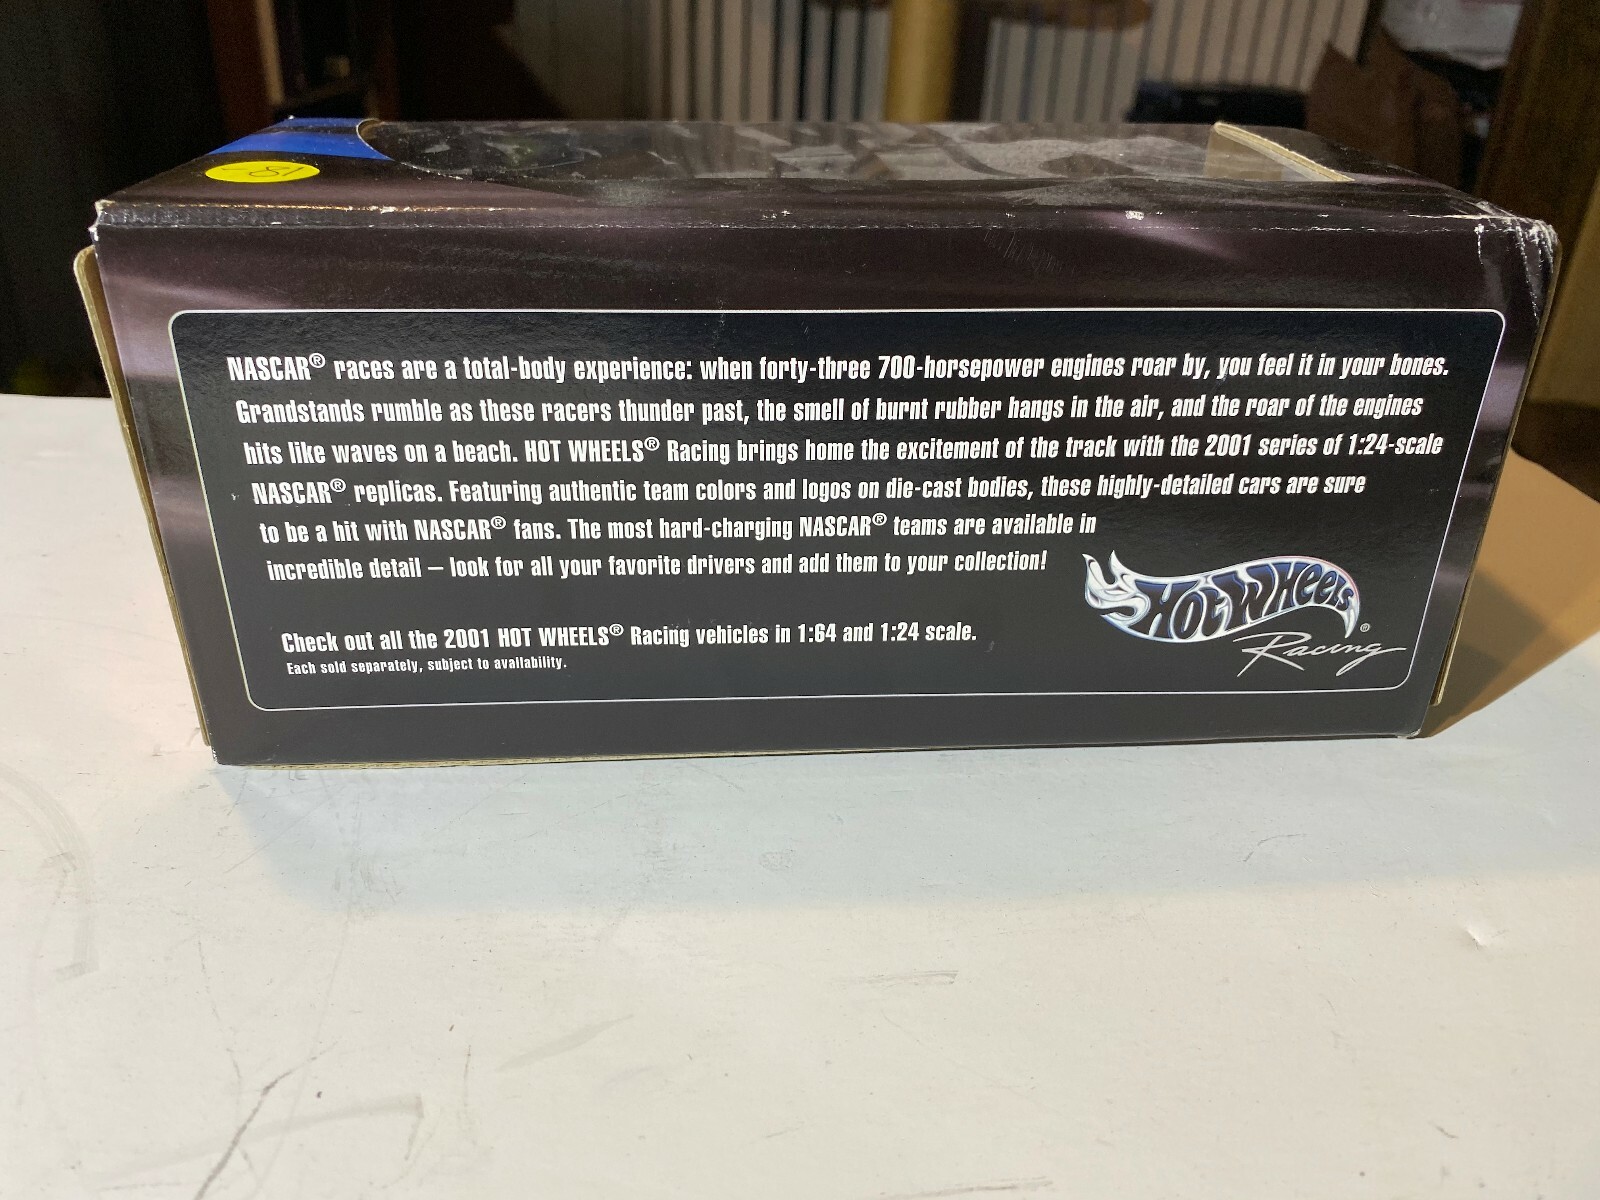 NASCAR® races are a total-body experience: when forty-three 700-horsepower engines roar by, you feel it in your bones.
Grandstands rumble as these racers thunder past, the smell of burnt rubber hangs in the air, and the roar of the engines
hits like waves on a beach. HOT WHEELS® Racing brings home the excitement of the track with the 2001 series of 1:24-scale
NASCAR® replicas. Featuring authentic team colors and logos on die-cast bodies, these highly-detailed cars are sure
to be a hit with NASCAR® fans. The most hard-charging NASCAR® teams are available in
incredible detail – look for all your favorite drivers and add them to your collection!
Check out all the 2001 HOT WHEELS® Racing vehicles in 1:64 and 1:24 scale.
Each sold separately, subject to availability.
HOT WHEELS®
Racing